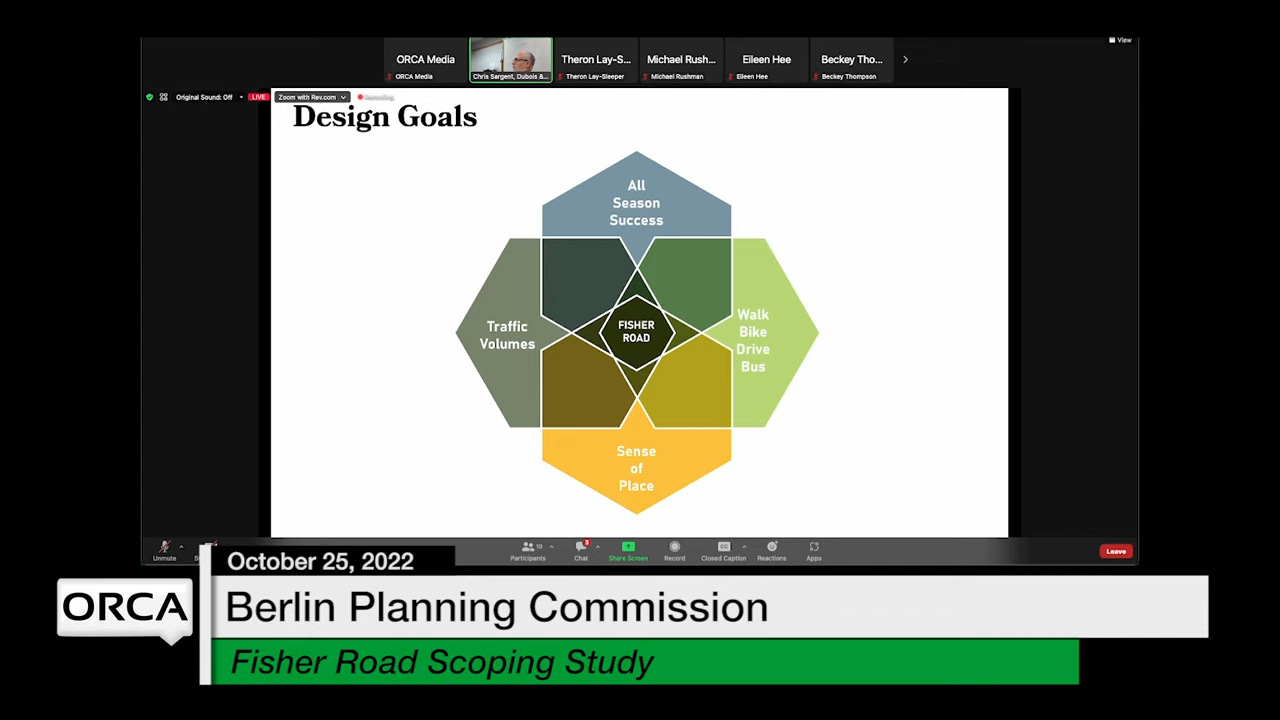 View
ORCA Media
Theron Lay-S...
Michael Rush...
Eileen Hee
Beckey Tho...
ORCA Media
Chris Sargent, Dubois &...
Theron Lay-Sleeper
Michael Rushman
Eileen Hee
Beckey Thompson
Original Sound: Off
LIVE
Zoom with Rev.com
Recording
Design Goals
All
Season
Success
Traffic
Volumes
FISHER
ROAD
Walk
Bike
Drive
Bus
Sense
of
Place
Unmute
Participants
10
Chat
Share Screen
Record
CC
Closed Caption
Reactions
Apps
Leave
October 25, 2022
ORCA
Berlin Planning Commission
Fisher Road Scoping Study